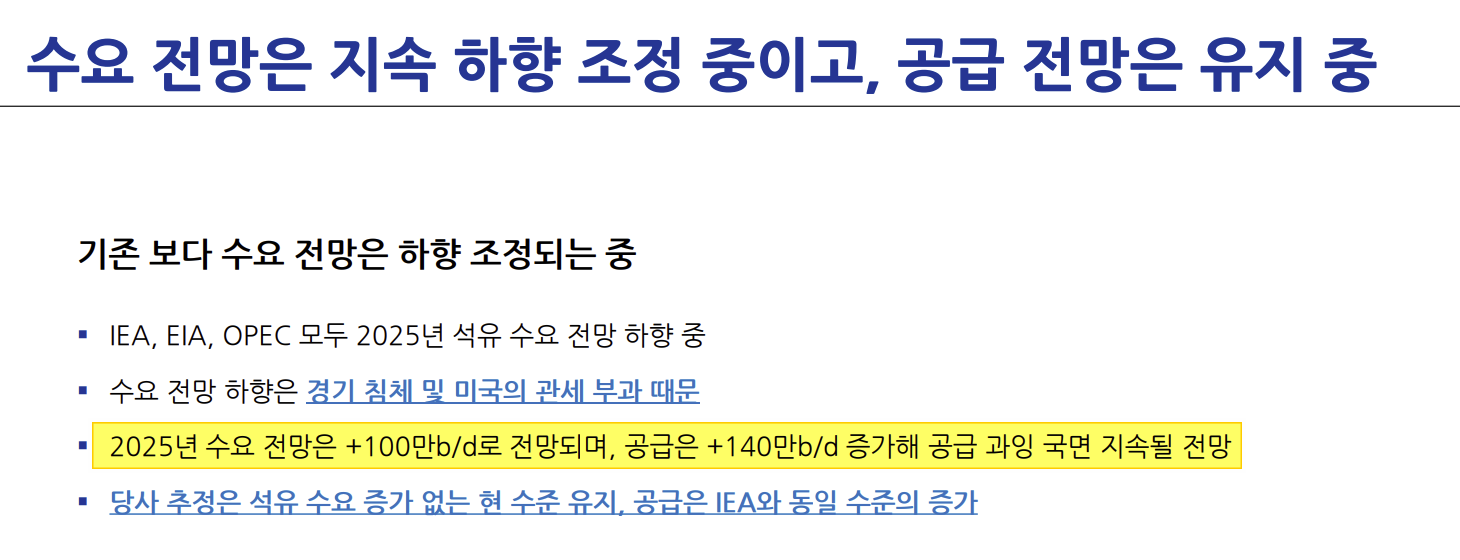 수요 전망은 지속 하향 조정 중이고, 공급 전망은 유지 중
기존 보다 수요 전망은 하향 조정되는 중
▪ IEA, EIA, OPEC 모두 2025년 석유 수요 전망 하향 중
▪ 수요 전망 하향은 경기 침체 및 미국의 관세 부과 때문
▪ 2025년 수요 전망은 +100만b/d로 전망되며, 공급은 +140만b/d 증가해 공급 과잉 국면 지속될 전망
▪ 당사 추정은 석유 수요 증가 없는 현 수준 유지, 공급은 IEA와 동일 수준의 증가